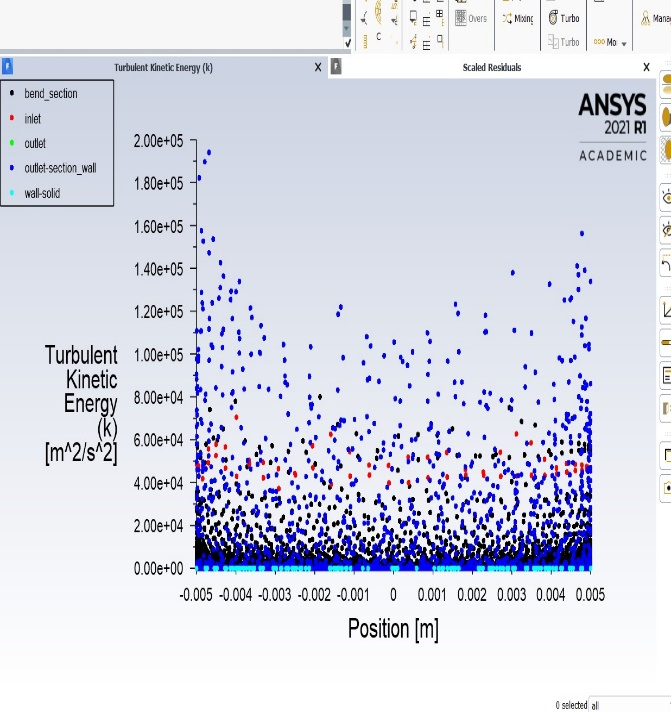 Overs
Mixing
Turbo
Mana
Turbo
Mo
Turbulent Kinetic Energy (k)
X
Scaled Residuals
X
bend_section
inlet
outlet
outlet-section_wall
wall-solid
ANSYS
2021 R1
ACADEMIC
2.00e+05
1.80e+05
1.60e+05
1.40e+05
1.20e+05
1.00e+05
8.00e+04
6.00e+04
4.00e+04
2.00e+04
0.00e+00
Turbulent
Kinetic
Energy
(k)
[m^2/s^2]
-0.005 -0.004 -0.003 -0.002 -0.001 0 0.001 0.002 0.003 0.004 0.005
Position [m]
0 selected all